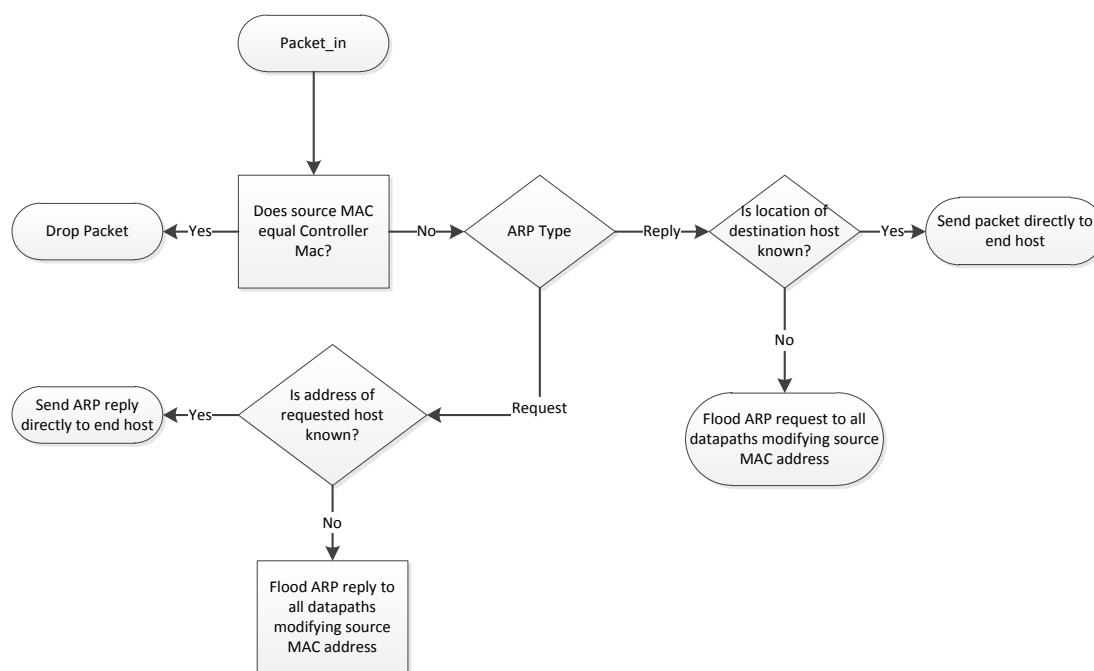 Packet_in
Drop Packet
Yes
Does source MAC
equal Controller
Mac?
No
ARP Type
Reply
Is location of
destination host
known?
Yes
Send packet directly to
end host
No
Flood ARP request to all
datapaths modifying source
MAC address
Request
Is address of
requested host
known?
Yes
Send ARP reply
directly to end host
No
Flood ARP reply to
all datapaths
modifying source
MAC address